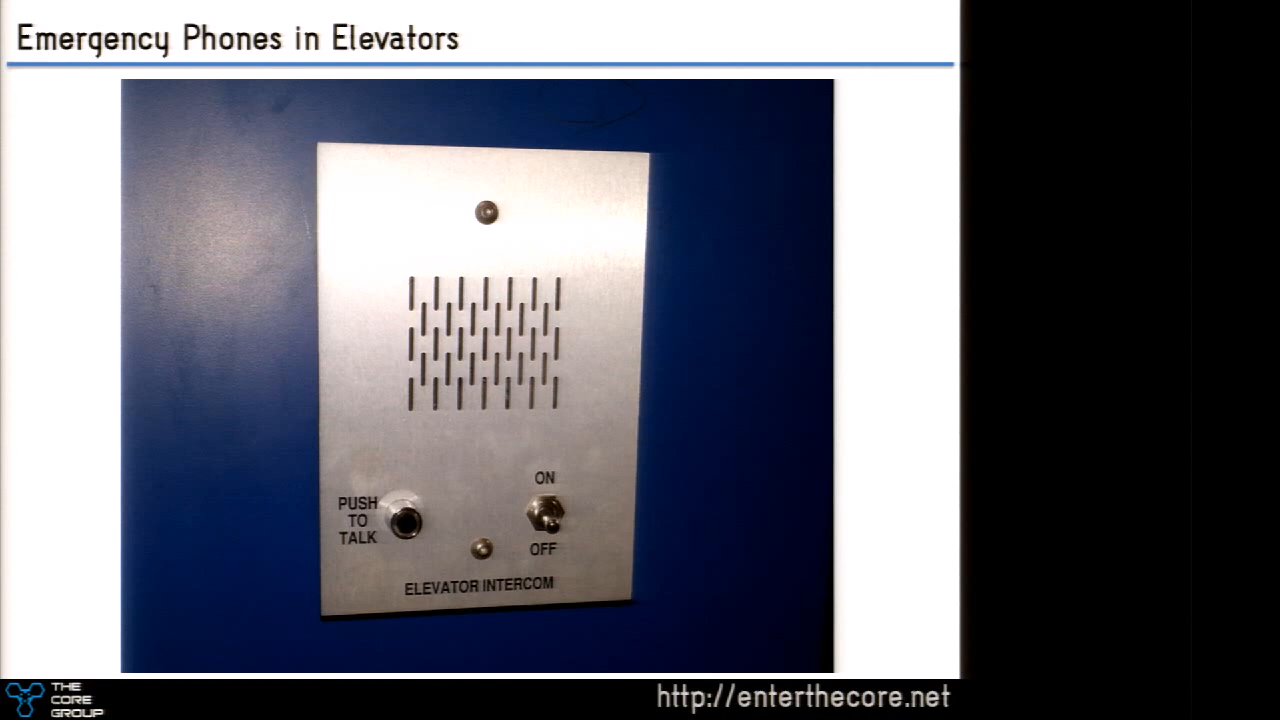 Emergency Phones in Elevators
ON
PUSH
TO
TALK
OFF
ELEVATOR INTERCOM
THE
CORE
GROUP
http://enterthecore.net